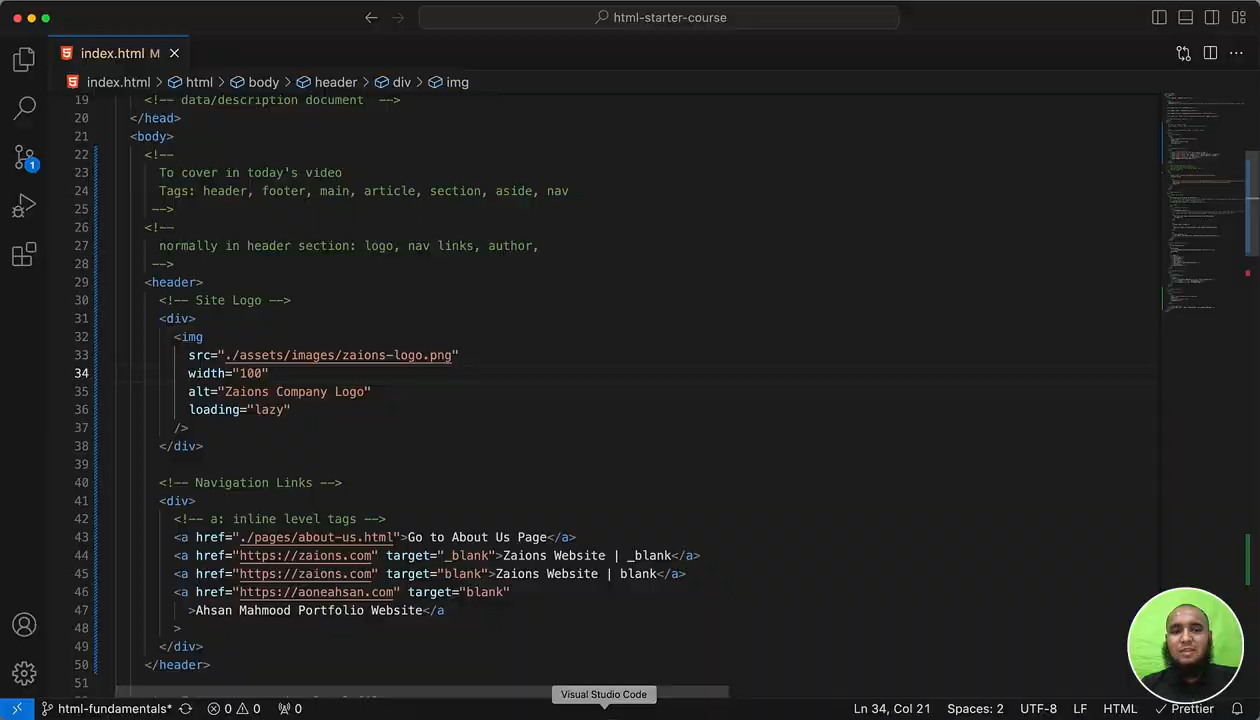 html-starter-course
index.html M
index.html > html > body > header > div > img
19 <!-- data/description document -->
20 </head>
21 <body>
22 <!--
23 To cover in today's video
24 Tags: header, footer, main, article, section, aside, nav
25 -->
26 <!--
27 normally in header section: logo, nav links, author,
28 -->
29 <header>
30 <!-- Site Logo -->
31 <div>
32 <img
33 src="./assets/images/zaions-logo.png"
34 width="100"
35 alt="Zaions Company Logo"
36 loading="lazy"
37 />
38 </div>
39
40 <!-- Navigation Links -->
41 <div>
42 <!-- a: inline level tags -->
43 <a href="./pages/about-us.html">Go to About Us Page</a>
44 <a href="https://zaions.com" target="_blank">Zaions Website | _blank</a>
45 <a href="https://zaions.com" target="blank">Zaions Website | blank</a>
46 <a href="https://aoneahsan.com" target="blank"
47 >Ahsan Mahmood Portfolio Website</a
48 >
49 </div>
50 </header>
51
1
Visual Studio Code
html-fundamentals* 0 0 0 Ln 34, Col 21 Spaces: 2 UTF-8 LF HTML Prettier